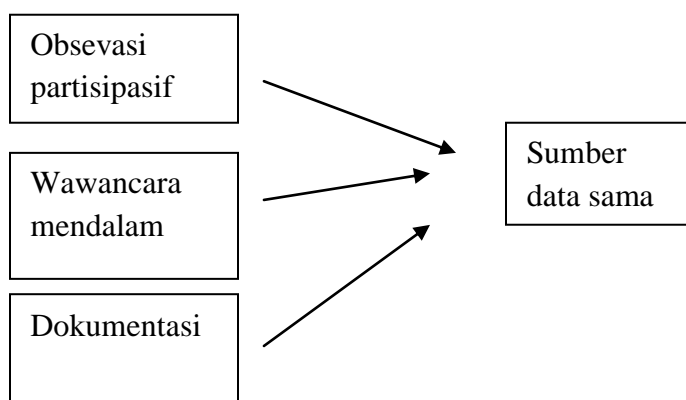 Obsevasi
partisipasif
Wawancara
mendalam
Dokumentasi
Sumber
data sama